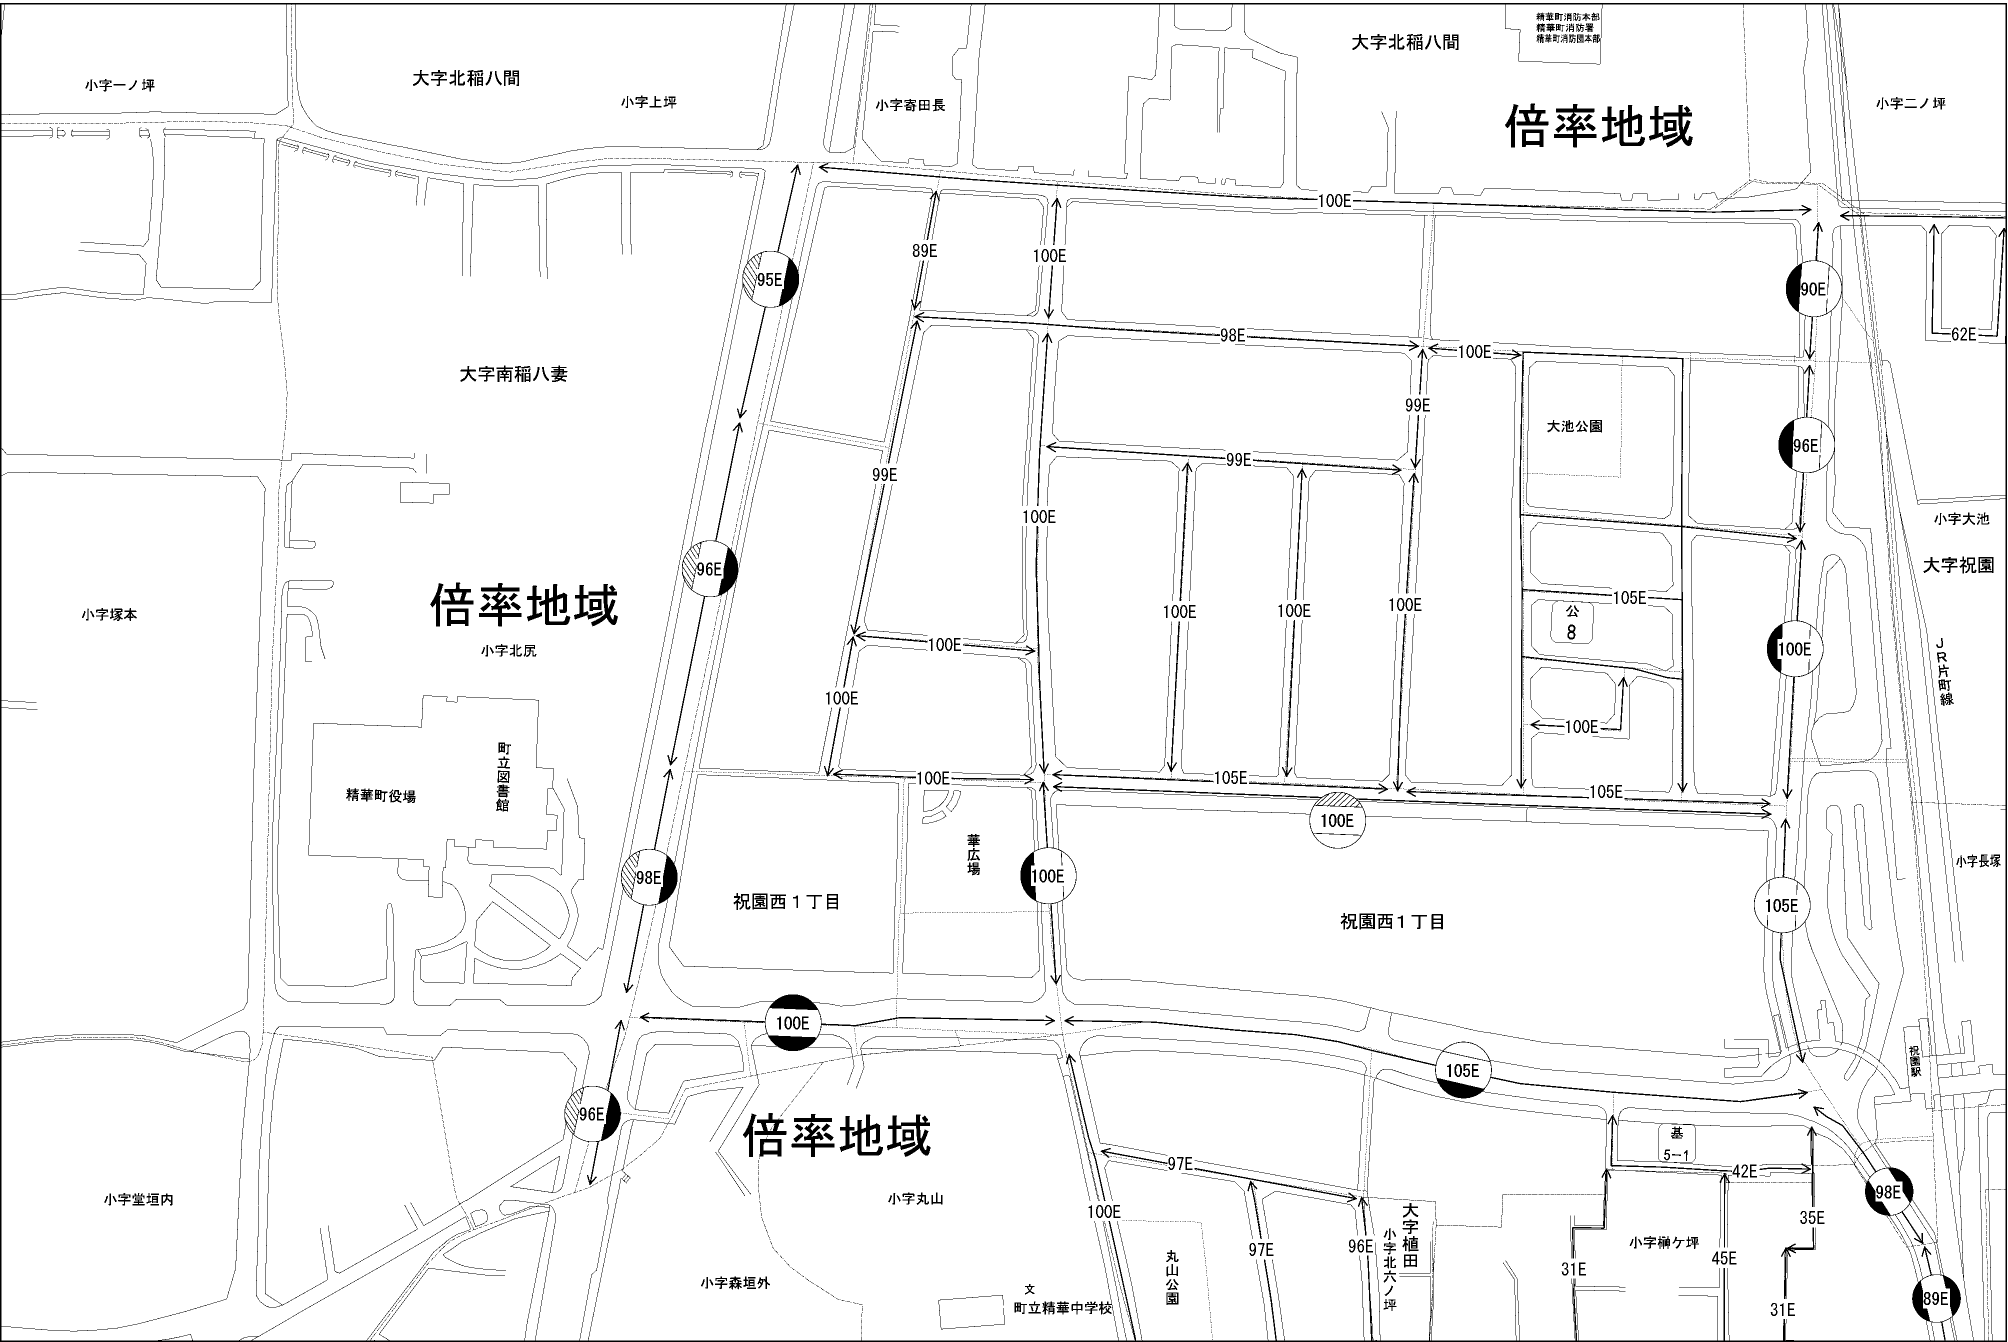 精華町消防本部
精華町消防署
精華町消防団本部
大字北稲八間
大字北稲八間
小字一ノ坪
小字上坪
小字寄田長
小字二ノ坪
倍率地域
100E
89E
100E
95E
90E
98E
100E
62E
大字南稲八妻
99E
大池公園
96E
99E
99E
100E
小字大池
大字祝園
96E
倍率地域
小字塚本
小字北尻
105E
公
8
100E
100E
100E
100E
100E
JR片町線
100E
100E
町立図書館
精華町役場
100E
105E
105E
100E
華広場
小字長塚
98E
100E
祝園西1丁目
祝園西1丁目
105E
100E
105E
祝園駅
96E
倍率地域
基
5-1
97E
42E
98E
小字堂垣内
小字丸山
100E
97E
96E
大字植田
小字北六ノ坪
35E
小字榊ケ坪
31E
45E
丸山公園
小字森垣外
文
町立精華中学校
31E
89E